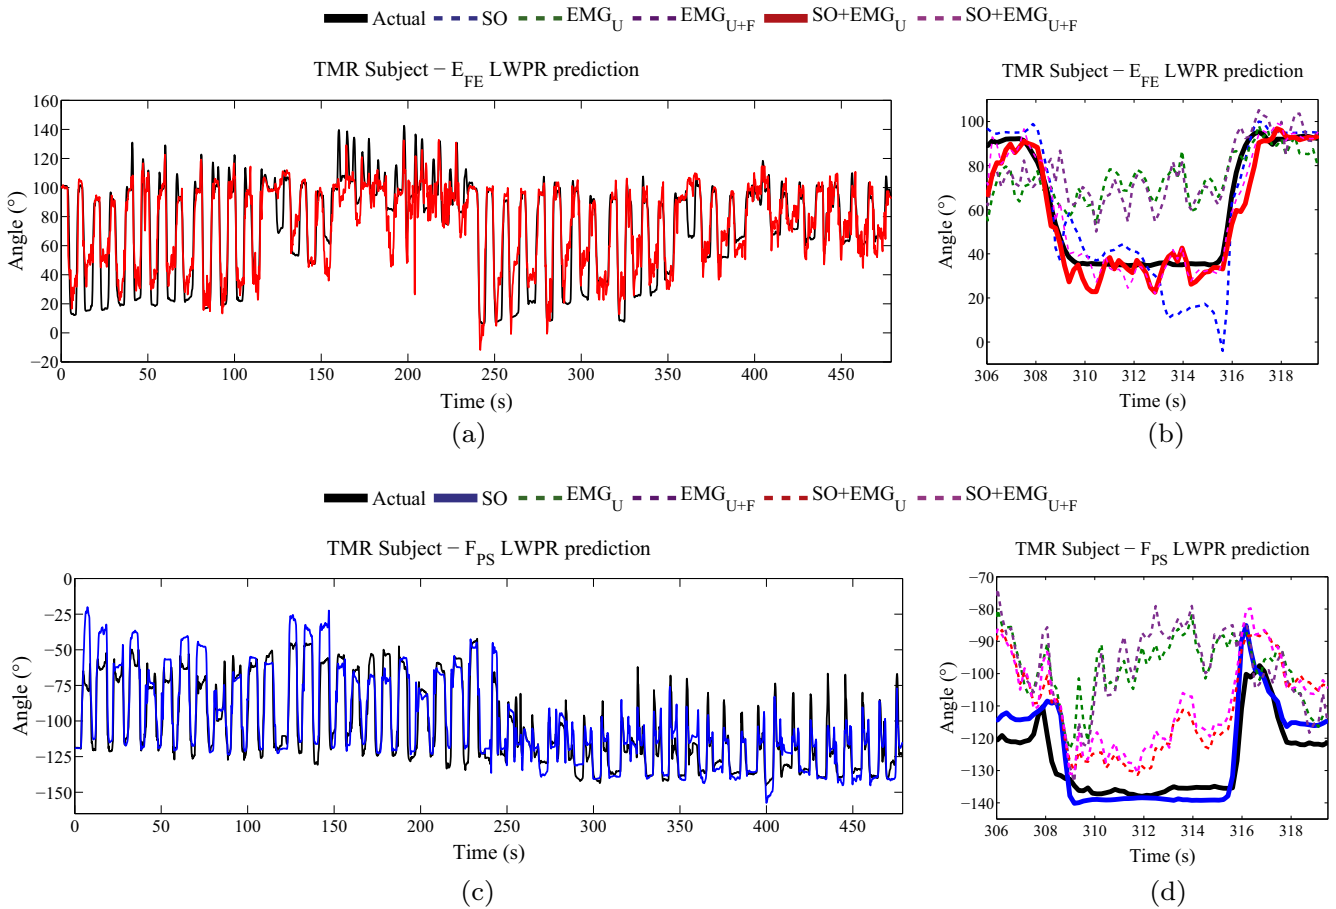 Actual SO EMG_U EMG_U+F SO+EMG_U SO+EMG_U+F
TMR Subject − E_FE LWPR prediction
Angle (°)
160
140
120
100
80
60
40
20
0
−20
0 50 100 150 200 250 300 350 400 450
Time (s)
(a)
TMR Subject − E_FE LWPR prediction
Angle (°)
100
80
60
40
20
0
306 308 310 312 314 316 318
Time (s)
(b)
Actual SO EMG_U EMG_U+F SO+EMG_U SO+EMG_U+F
TMR Subject − F_PS LWPR prediction
Angle (°)
0
−25
−50
−75
−100
−125
−150
0 50 100 150 200 250 300 350 400 450
Time (s)
(c)
TMR Subject − F_PS LWPR prediction
Angle (°)
−70
−80
−90
−100
−110
−120
−130
−140
306 308 310 312 314 316 318
Time (s)
(d)